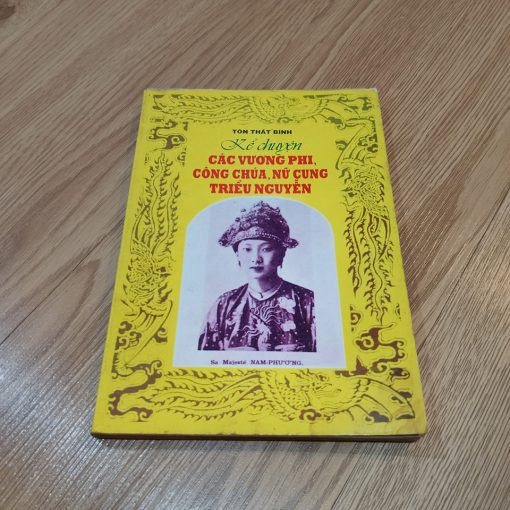 TÔN THẤT BÌNH
Kể chuyện
CÁC VƯƠNG PHI,
CÔNG CHÚA, NỮ CUNG
TRIỀU NGUYỄN
Sa Majesté NAM-PHƯƠNG.